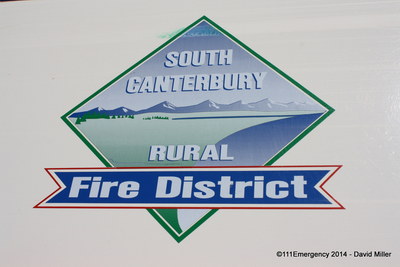 SOUTH
CANTERBURY
RURAL
Fire District
©111Emergency 2014 - David Miller